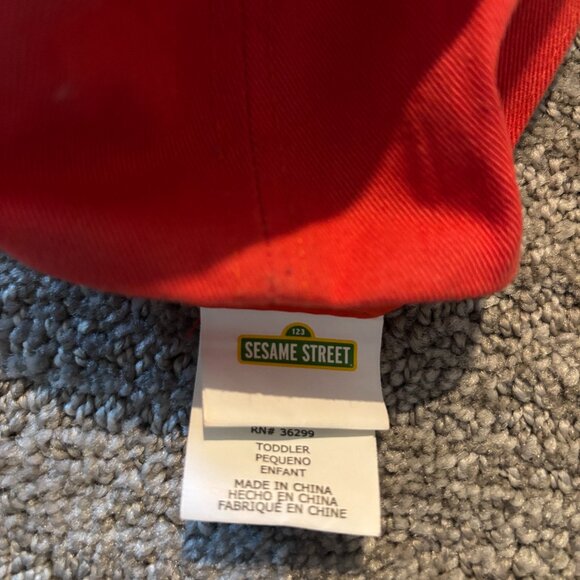 123
SESAME STREET
RN# 36299
TODDLER
PEQUENO
ENFANT
MADE IN CHINA
HECHO EN CHINA
FABRIQUÉ EN CHINE